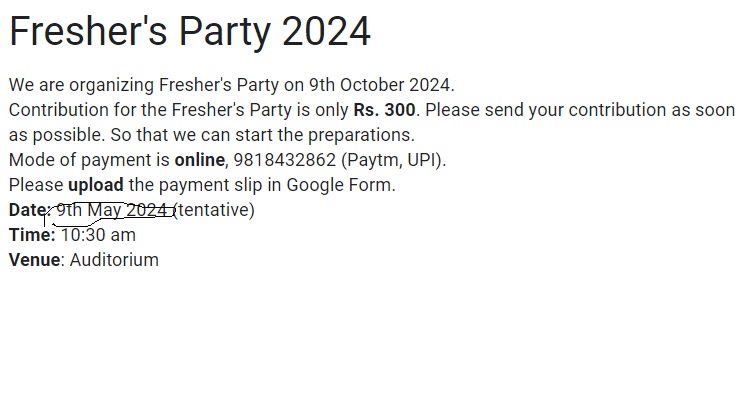 Fresher's Party 2024
We are organizing Fresher's Party on 9th October 2024.
Contribution for the Fresher's Party is only Rs. 300. Please send your contribution as soon
as possible. So that we can start the preparations.
Mode of payment is online, 9818432862 (Paytm, UPI).
Please upload the payment slip in Google Form.
Date: 9th May 2024 (tentative)
Time: 10:30 am
Venue: Auditorium